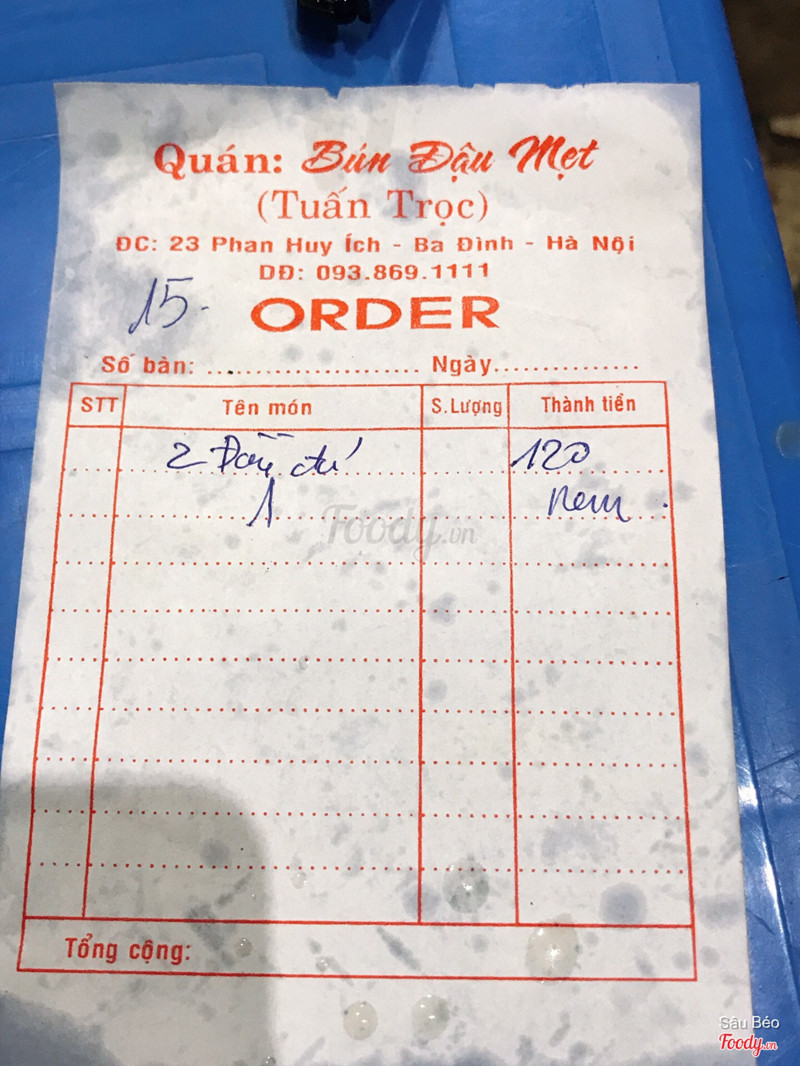 Quán: Bún Đậu Mẹt
(Tuấn Trọc)
ĐC: 23 Phan Huy Ích - Ba Đình - Hà Nội
DĐ: 093.869.1111
15-
ORDER
Số bàn: ........................ Ngày................
STT Tên món S.Lượng Thành tiền
2 120
1 nem
Foody.vn
Tổng cộng:
Sâu Béo
Foody.vn